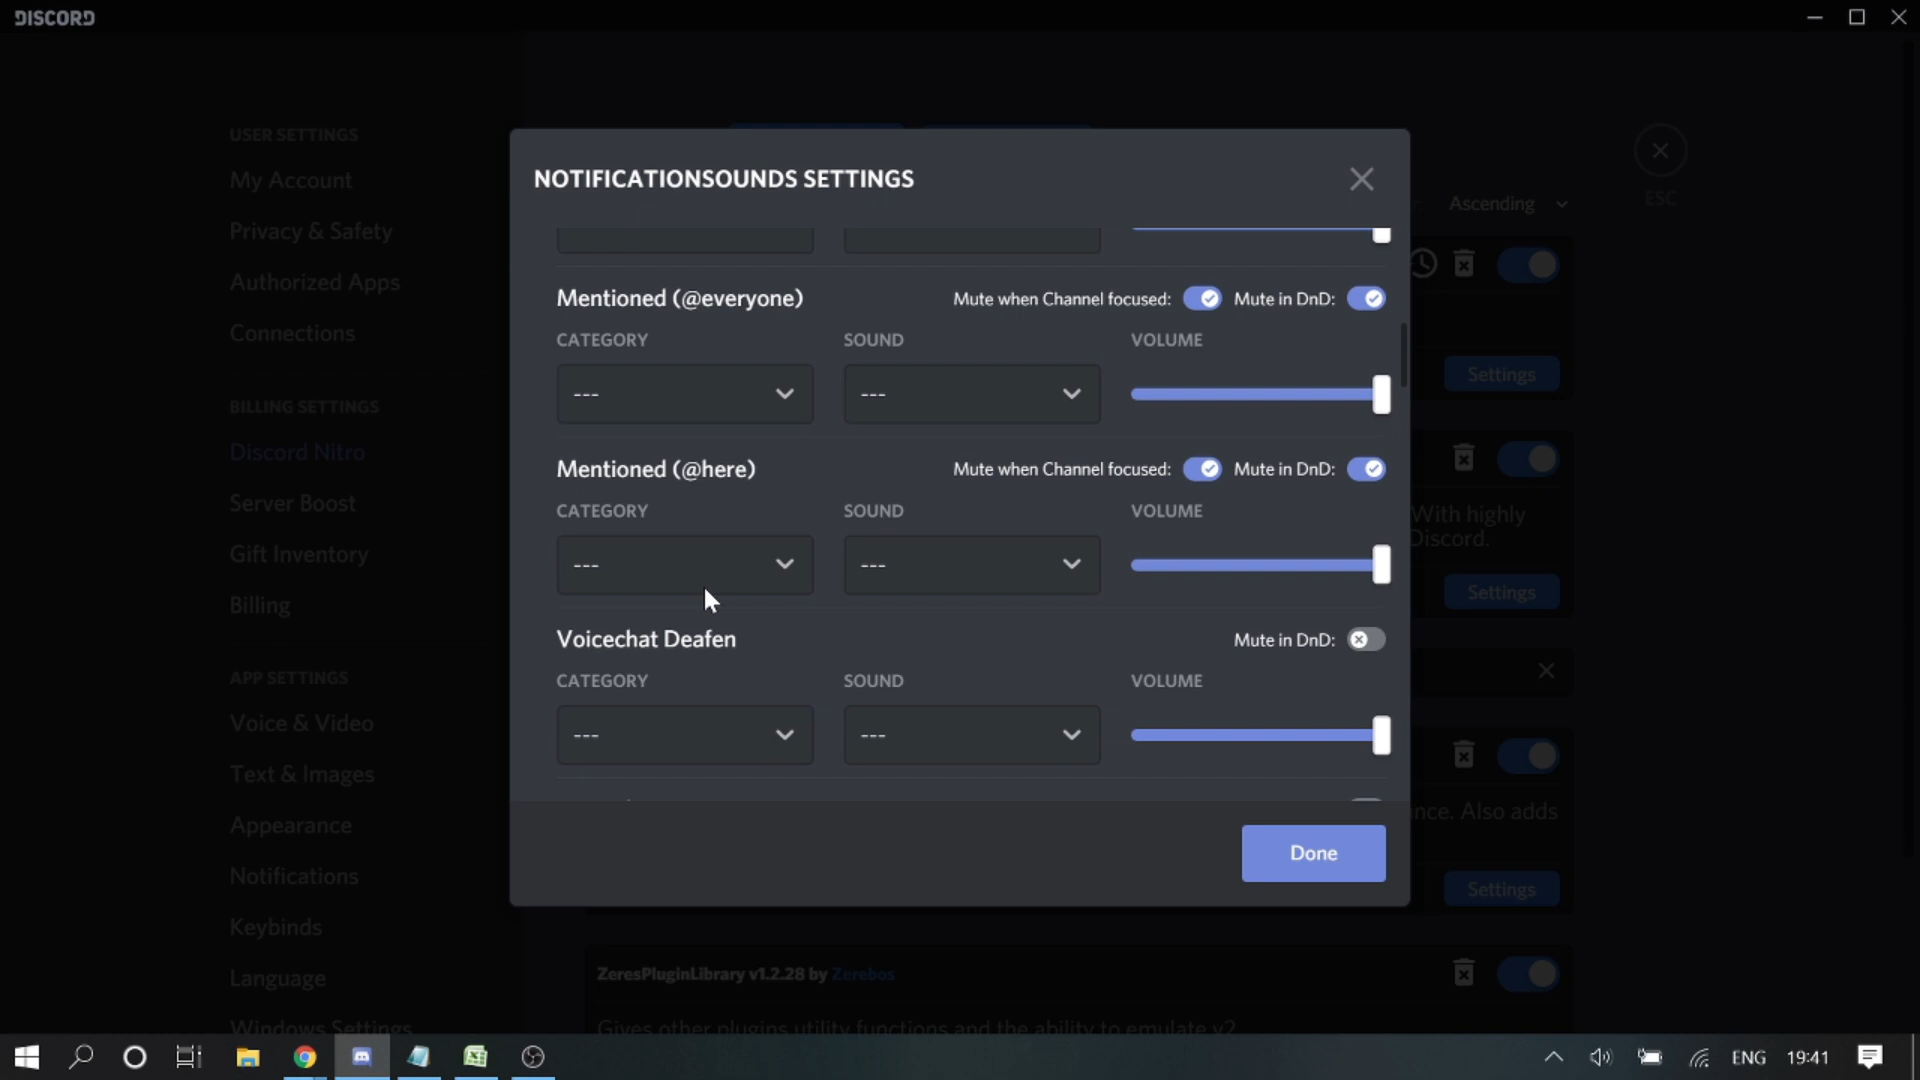 DISCORD
USER SETTINGS
My Account
Privacy & Safety
Authorized Apps
Connections
BILLING SETTINGS
Discord Nitro
Server Boost
Gift Inventory
Billing
APP SETTINGS
Voice & Video
Text & Images
Appearance
Notifications
Keybinds
Language
Windows Settings
NOTIFICATIONSOUNDS SETTINGS
Mentioned (@everyone) Mute when Channel focused: Mute in DnD:
CATEGORY SOUND VOLUME
--- ---
Mentioned (@here) Mute when Channel focused: Mute in DnD:
CATEGORY SOUND VOLUME
--- ---
Voicechat Deafen Mute in DnD:
CATEGORY SOUND VOLUME
--- ---
Done
Ascending
ESC
Settings
With highly
Discord.
Settings
nce. Also adds
Settings
ZeresPluginLibrary v1.2.28 by Zerebos
Gives other plugins utility functions and the ability to emulate v2
ENG 19:41